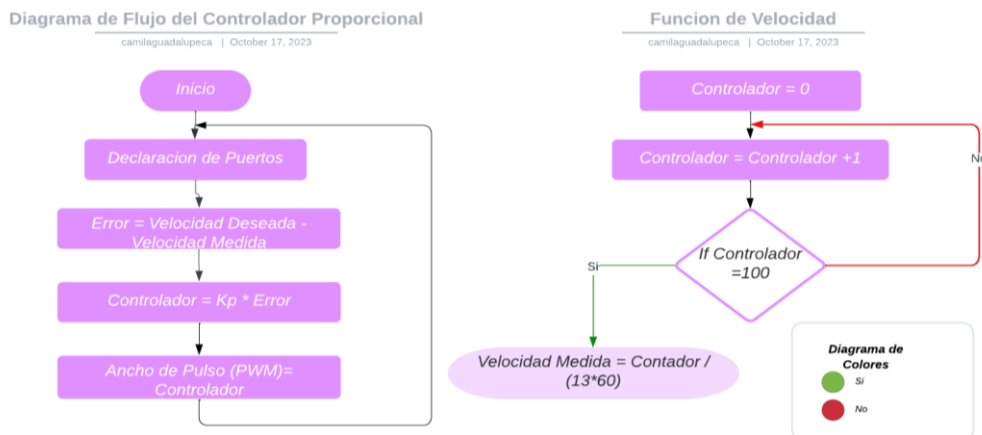 Diagrama de Flujo del Controlador Proporcional
camilaguadalupeca | October 17, 2023
Inicio
Declaracion de Puertos
Error = Velocidad Deseada -
Velocidad Medida
Controlador = Kp * Error
Ancho de Pulso (PWM)=
Controlador
Funcion de Velocidad
camilaguadalupeca | October 17, 2023
Controlador = 0
Controlador = Controlador +1
No
If Controlador
=100
Si
Velocidad Medida = Contador /
(13*60)
Diagrama de
Colores
Si
No